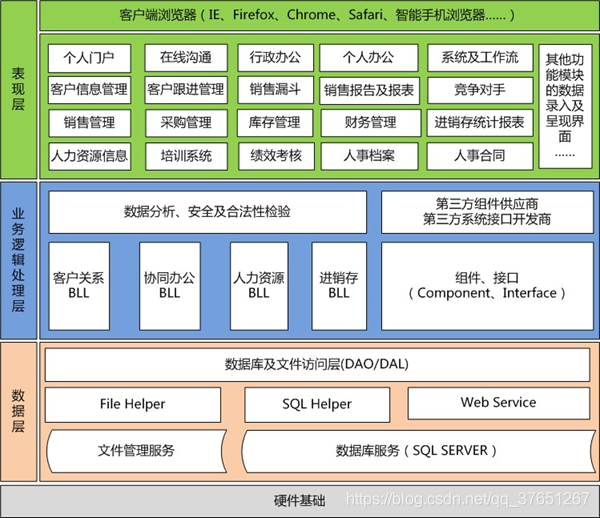 客户端浏览器（IE、Firefox、Chrome、Safari、智能手机浏览器……）
表现层
个人门户
在线沟通
行政办公
个人办公
系统及工作流
客户信息管理
客户跟进管理
销售漏斗
销售报告及报表
竞争对手
销售管理
采购管理
库存管理
财务管理
进销存统计报表
人力资源信息
培训系统
绩效考核
人事档案
人事合同
其他功
能模块
的数据
录入及
呈现界
面
……
业务逻辑处理层
数据分析、安全及合法性检验
第三方组件供应商
第三方系统接口开发商
客户关系
BLL
协同办公
BLL
人力资源
BLL
进销存
BLL
组件、接口
（Component、Interface）
数据层
数据库及文件访问层(DAO/DAL)
File Helper
SQL Helper
Web Service
文件管理服务
数据库服务（SQL SERVER）
硬件基础
https://blog.csdn.net/qq_37651267